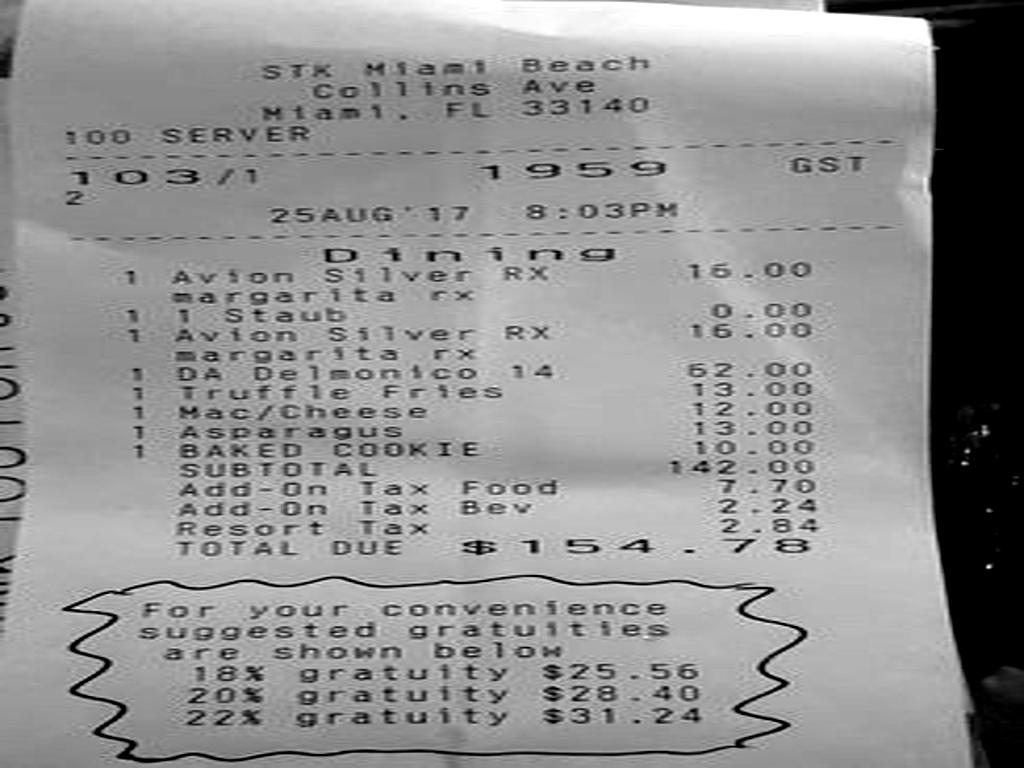 STK Miami Beach
Collins Ave
Miami, FL 33140
100 SERVER
103/1 1959 GST
2
25AUG'17 8:03PM
Dining
1 Avion Silver RX 16.00
margarita rx
1 1 Staub 0.00
1 Avion Silver RX 16.00
margarita rx
1 DA Delmonico 14 62.00
1 Truffle Fries 13.00
1 Mac/Cheese 12.00
1 Asparagus 13.00
1 BAKED COOKIE 10.00
SUBTOTAL 142.00
Add-On Tax Food 7.70
Add-On Tax Bev 2.24
Resort Tax 2.84
TOTAL DUE $154.78
For your convenience
suggested gratuities
are shown below
18% gratuity $25.56
20% gratuity $28.40
22% gratuity $31.24